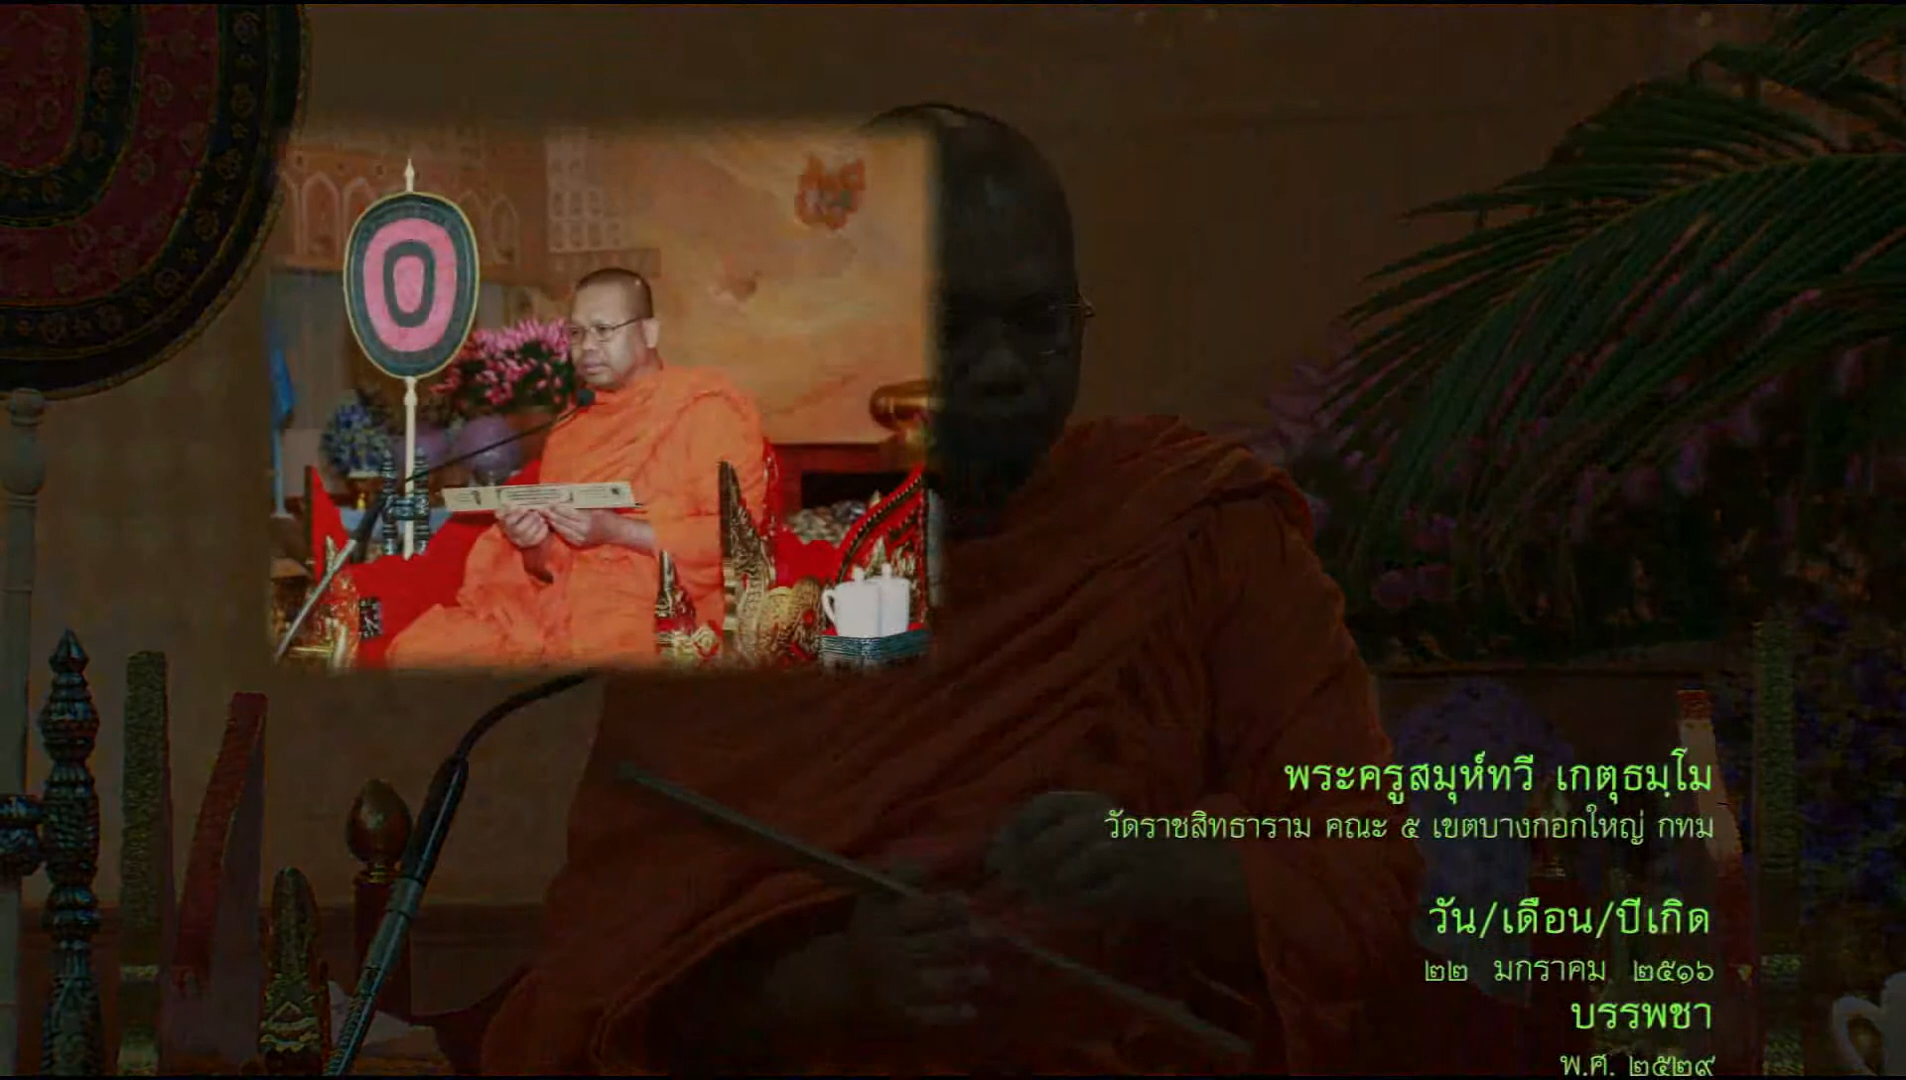 พระครูสมุห์ทวี เกตุธมฺโม
วัดราชสิทธาราม คณะ ๕ เขตบางกอกใหญ่ กทม
วัน/เดือน/ปีเกิด
๒๒ มกราคม ๒๕๑๖
บรรพชา
พ.ศ. ๒๕๒๙